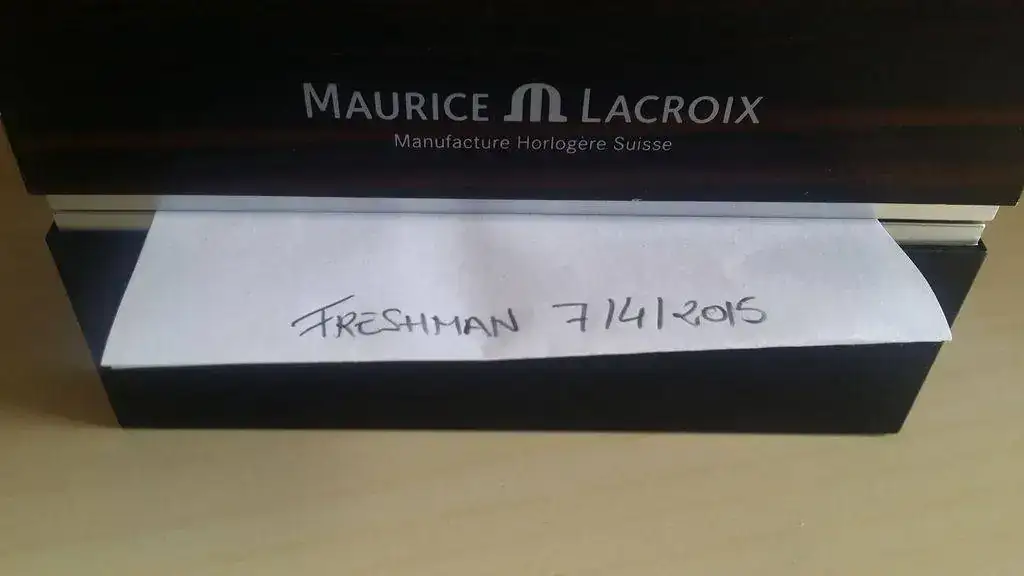 MAURICE LACROIX
Manufacture Horlogère Suisse
FRESHMAN 7/4/2015